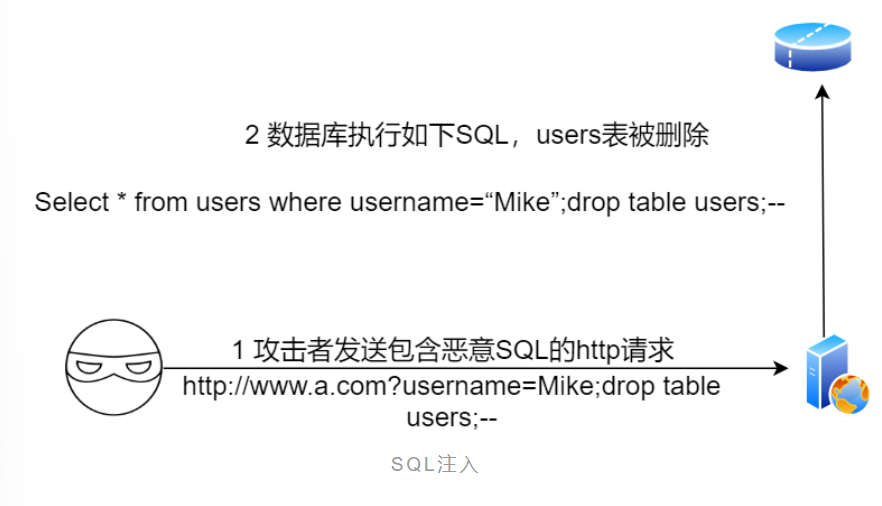 2 数据库执行如下SQL，users表被删除
Select * from users where username=“Mike”;drop table users;--
1 攻击者发送包含恶意SQL的http请求
http://www.a.com?username=Mike;drop table
users;--
SQL注入